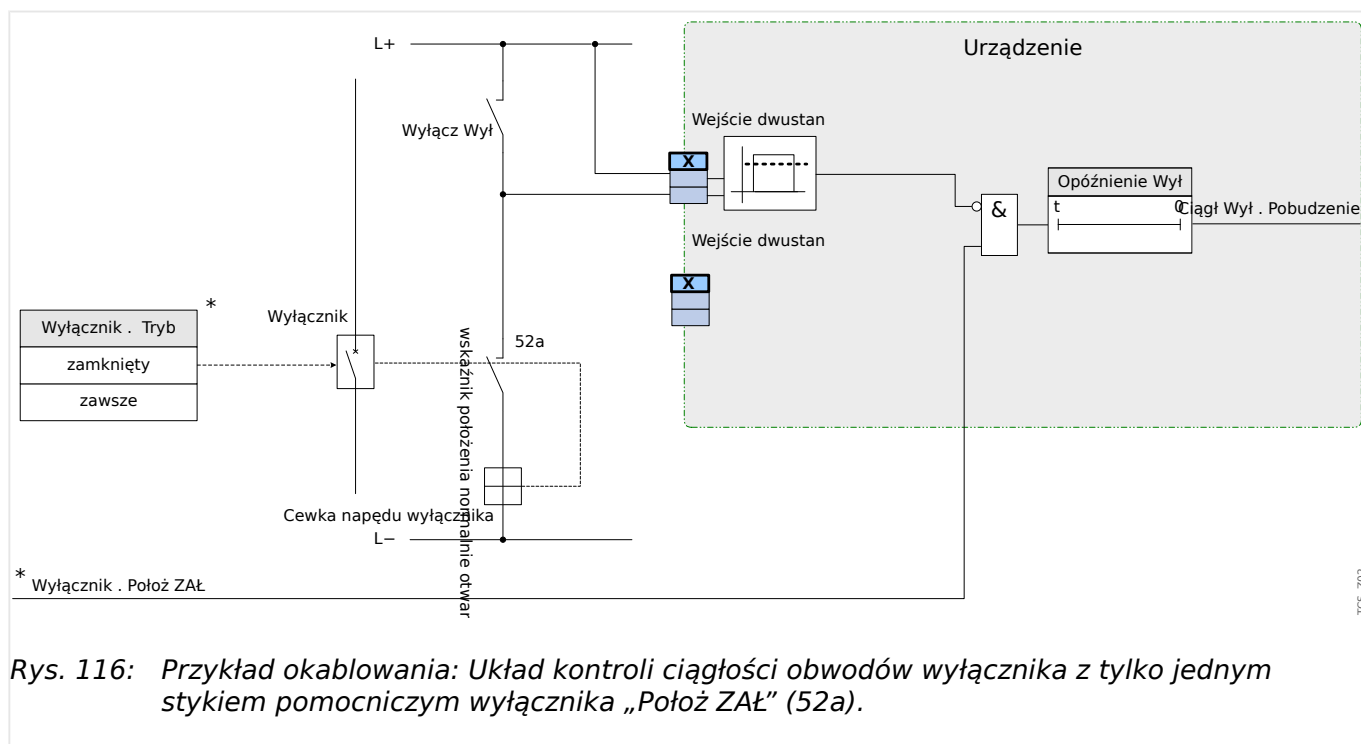 L+
Urządzenie
Wyłącz Wył
Wejście dwustan
X
Opóźnienie Wył
t
0
&
Ciągł Wył . Pobudzenie
Wejście dwustan
X
*
Wyłącznik . Tryb
zamknięty
zawsze
Wyłącznik
52a
wskaźnik położenia normalnie otwar
Cewka napędu wyłącznika
L−
*
Wyłącznik . Położ ZAŁ
Rys. 116: Przykład okablowania: Układ kontroli ciągłości obwodów wyłącznika z tylko jednym
stykiem pomocniczym wyłącznika „Położ ZAŁ” (52a).